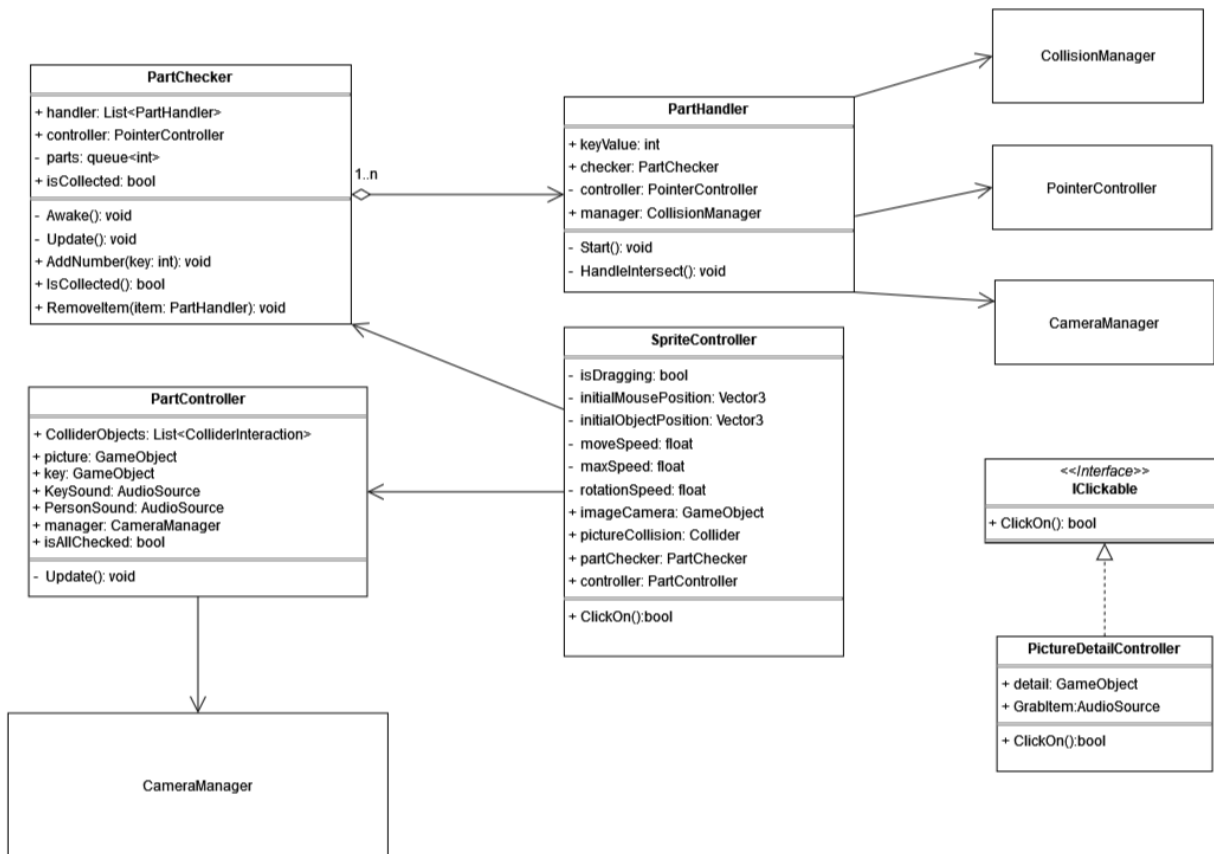 PartChecker
+ handler: List<PartHandler>
+ controller: PointerController
- parts: queue<int>
+ isCollected: bool
- Awake(): void
- Update(): void
+ AddNumber(key: int): void
+ IsCollected(): bool
+ RemoveItem(item: PartHandler): void
1..n
PartHandler
+ keyValue: int
+ checker: PartChecker
- controller: PointerController
+ manager: CollisionManager
- Start(): void
- HandleIntersect(): void
CollisionManager
PointerController
CameraManager
PartController
+ ColliderObjects: List<ColliderInteraction>
+ picture: GameObject
+ key: GameObject
+ KeySound: AudioSource
+ PersonSound: AudioSource
+ manager: CameraManager
+ isAllChecked: bool
- Update(): void
SpriteController
- isDragging: bool
- initialMousePosition: Vector3
- initialObjectPosition: Vector3
- moveSpeed: float
- maxSpeed: float
- rotationSpeed: float
+ imageCamera: GameObject
+ pictureCollision: Collider
+ partChecker: PartChecker
+ controller: PartController
+ ClickOn():bool
<<Interface>>
IClickable
+ ClickOn(): bool
PictureDetailController
+ detail: GameObject
+ GrabItem:AudioSource
+ ClickOn():bool
CameraManager